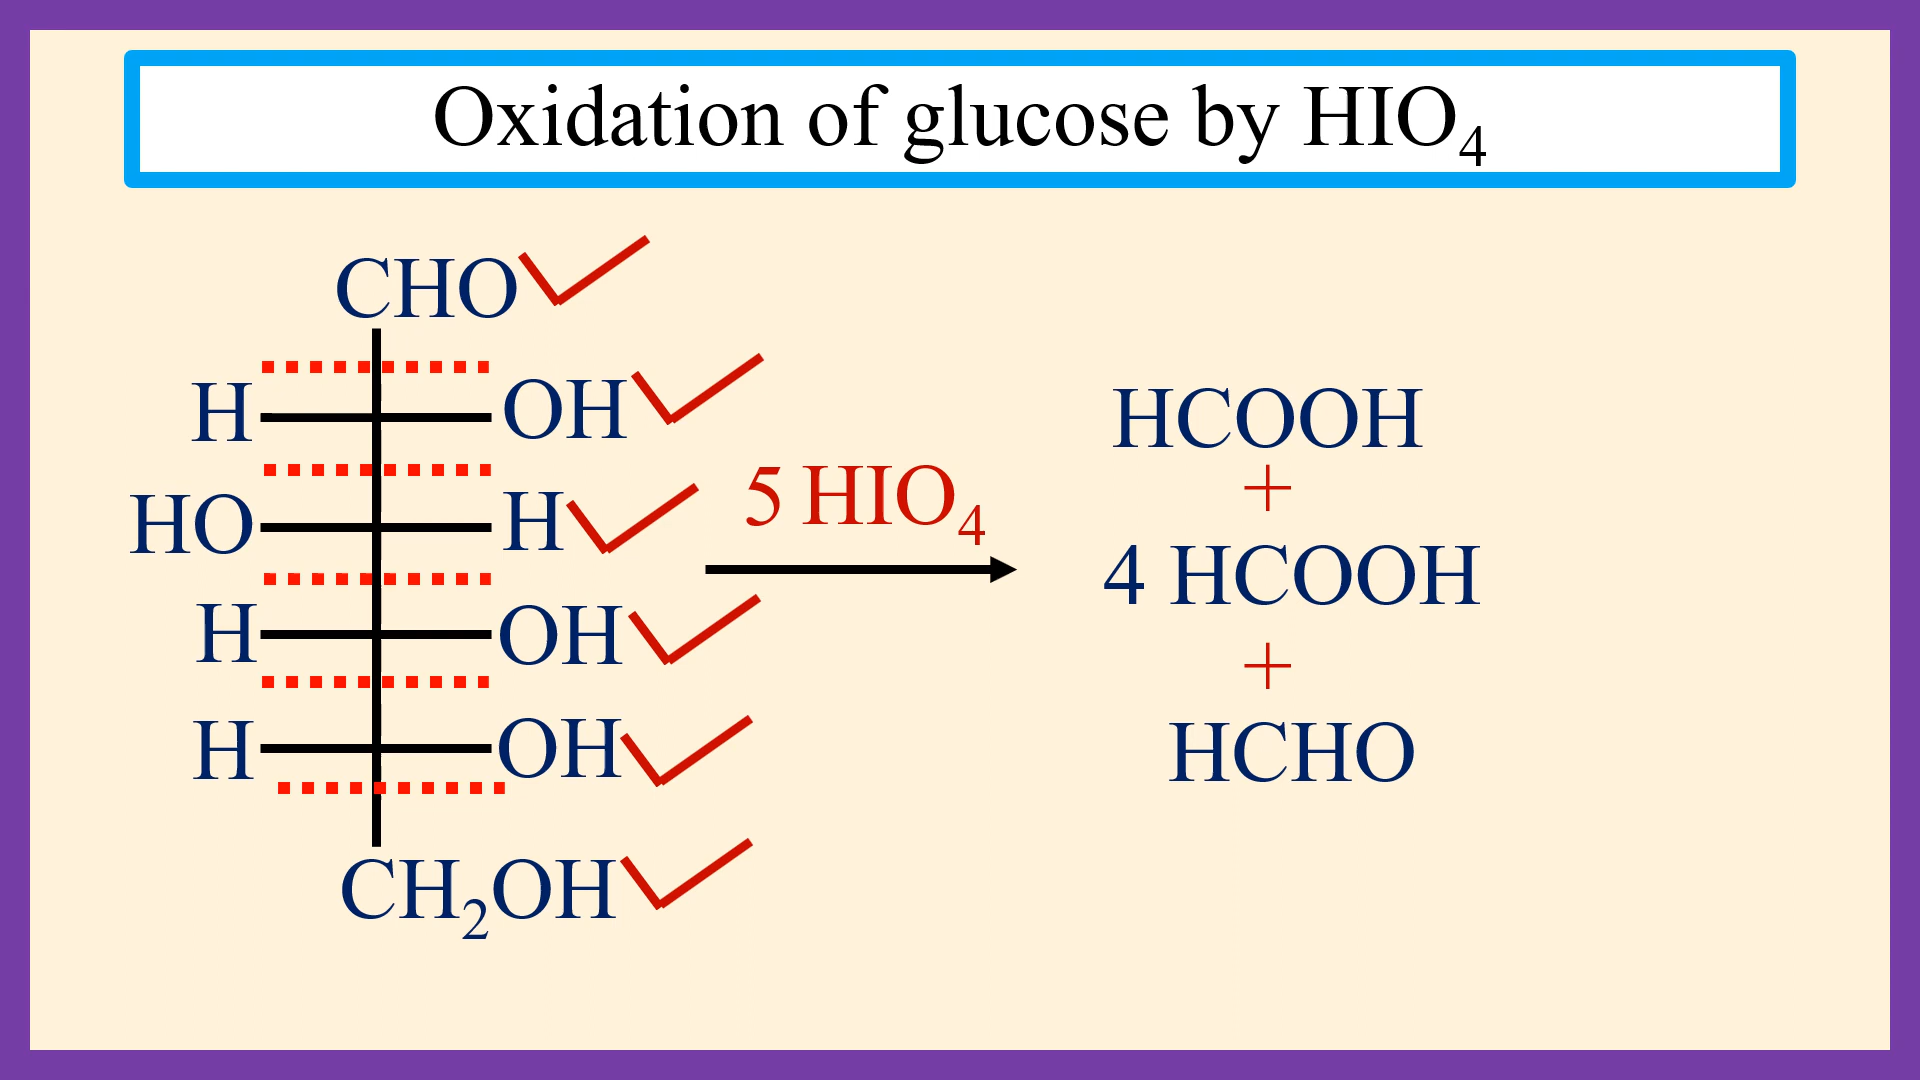 Oxidation of glucose by HIO₄
CHO
H OH
HO H
H OH
H OH
CH₂OH
5 HIO₄
HCOOH
+
4 HCOOH
+
HCHO